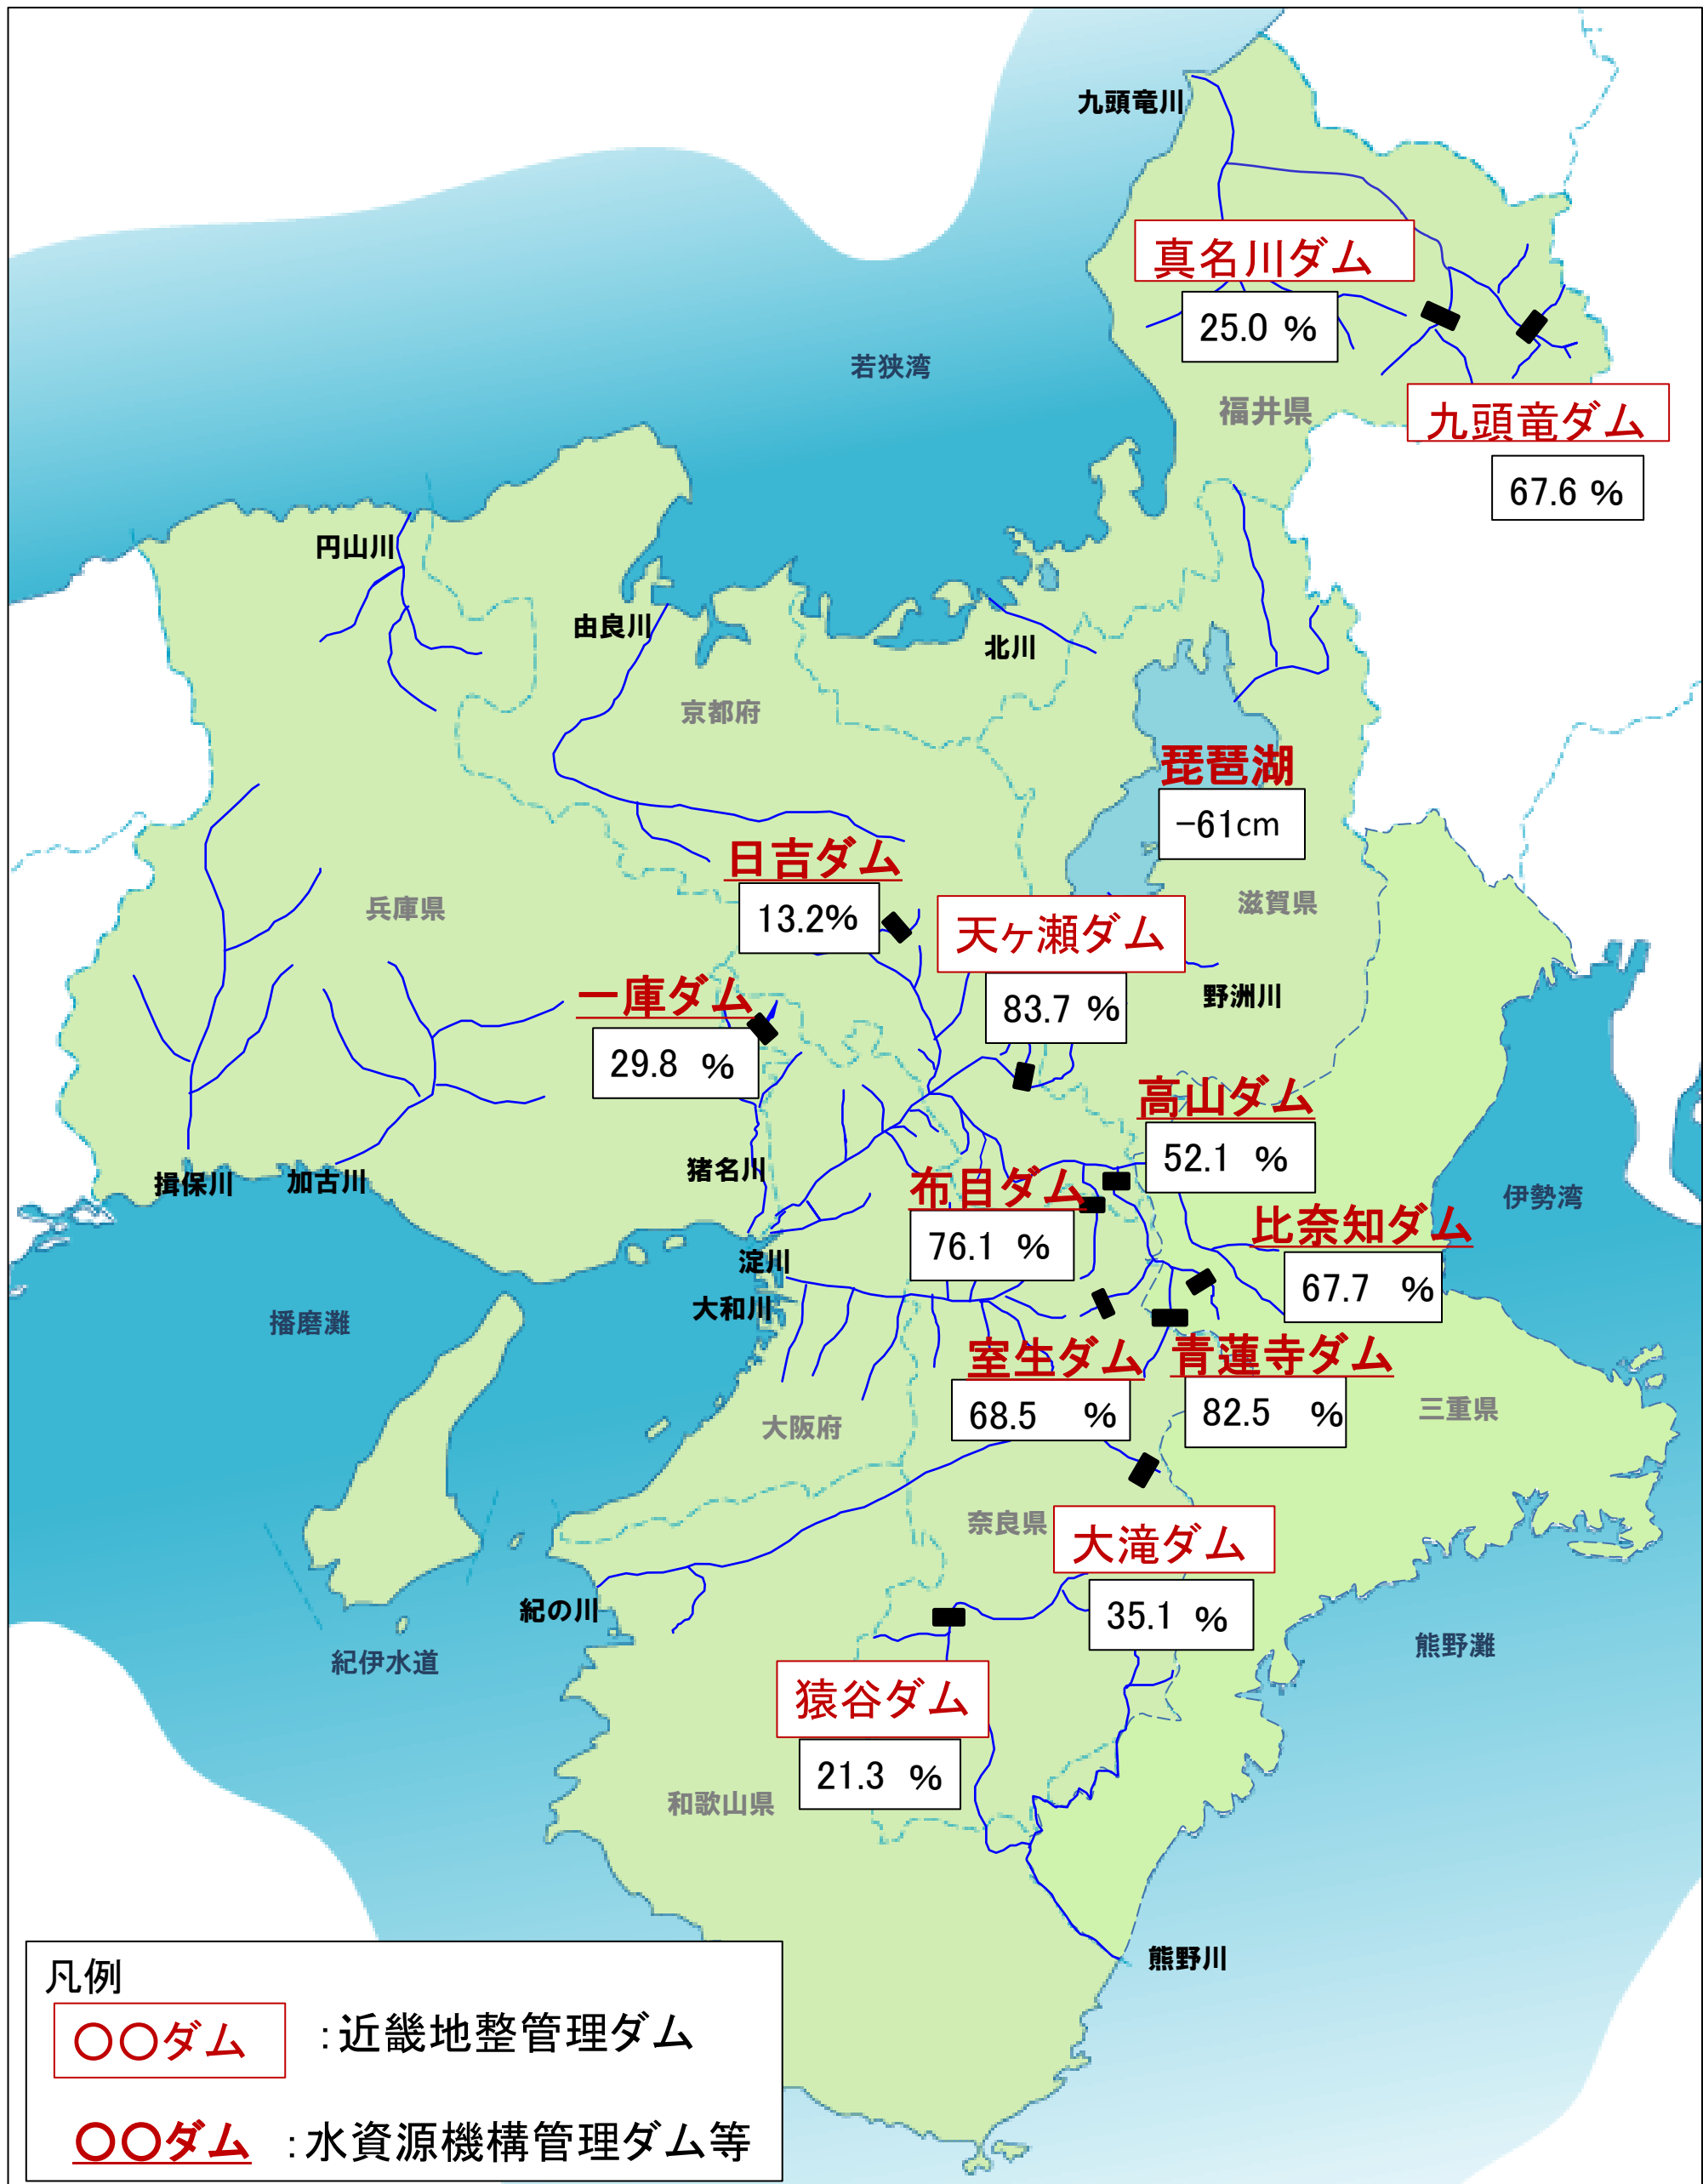 九頭竜川
真名川ダム
25.0 %
若狭湾
福井県
九頭竜ダム
67.6 %
円山川
由良川
北川
京都府
琵琶湖
−61cm
日吉ダム
13.2%
兵庫県
滋賀県
天ヶ瀬ダム
83.7 %
野洲川
一庫ダム
29.8 %
高山ダム
52.1 %
猪名川
揖保川
加古川
布目ダム
76.1 %
伊勢湾
比奈知ダム
67.7 %
淀川
大和川
播磨灘
室生ダム
68.5 %
青蓮寺ダム
82.5 %
三重県
大阪府
奈良県
大滝ダム
35.1 %
紀の川
紀伊水道
熊野灘
猿谷ダム
21.3 %
和歌山県
熊野川
凡例
〇〇ダム :近畿地整管理ダム
〇〇ダム :水資源機構管理ダム等